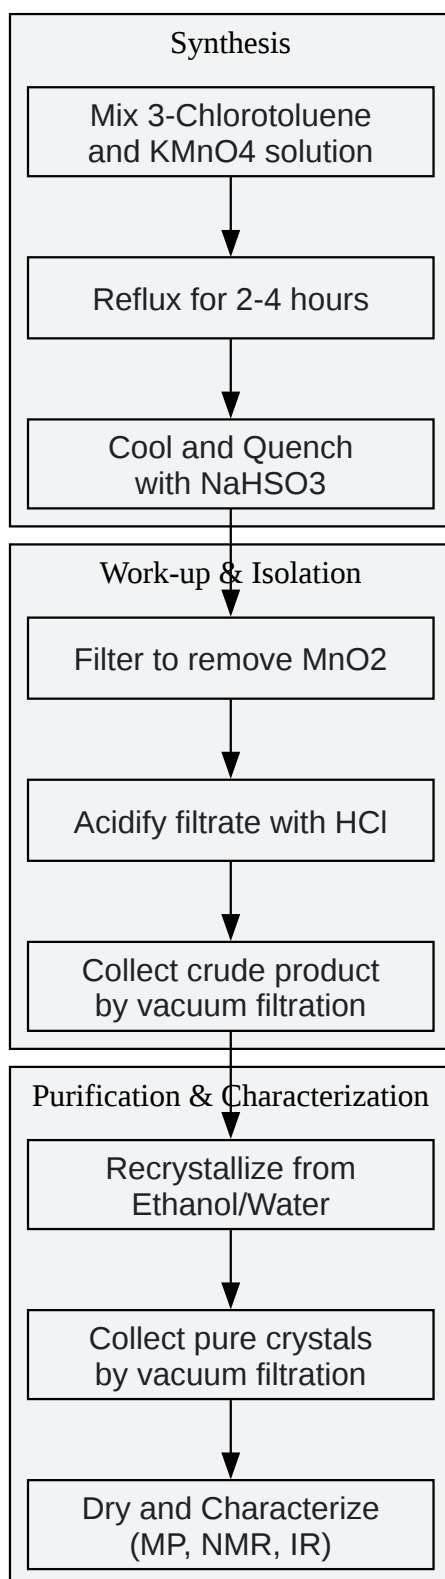 Synthesis
Mix 3-Chlorotoluene
and KMnO4 solution
Reflux for 2-4 hours
Cool and Quench
with NaHSO3
Work-up & Isolation
Filter to remove MnO2
Acidify filtrate with HCl
Collect crude product
by vacuum filtration
Purification & Characterization
Recrystallize from
Ethanol/Water
Collect pure crystals
by vacuum filtration
Dry and Characterize
(MP, NMR, IR)